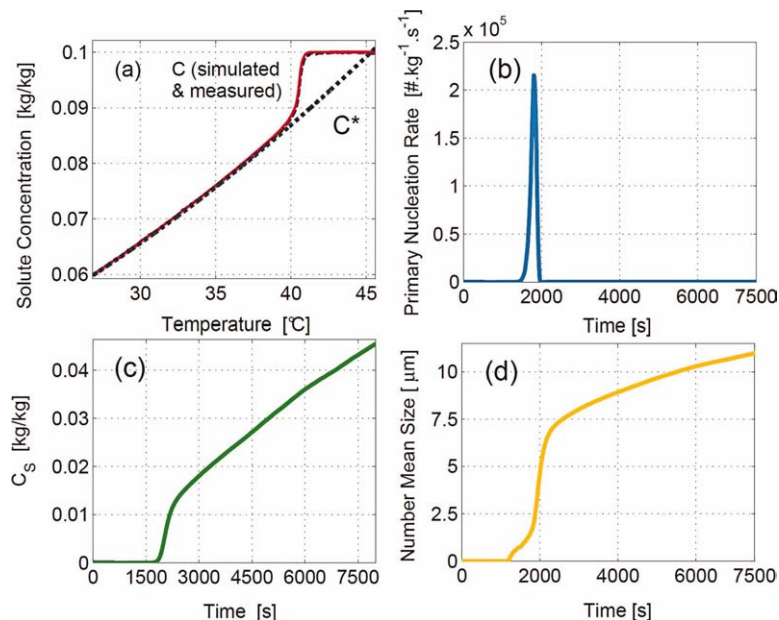 (a)
C (simulated
& measured)
C*
0.1
0.09
0.08
0.07
0.06
30
35
40
45
Solute Concentration [kg/kg]
Temperature [°C]
x 10⁵
(b)
2.5
2
1.5
1
0.5
0
0
2000
4000
6000
7500
Primary Nucleation Rate [#.kg⁻¹.s⁻¹]
Time [s]
(c)
0.04
0.03
0.02
0.01
0
0
1500
3000
4500
6000
7500
C_S [kg/kg]
Time [s]
(d)
10
7.5
5
2.5
0
0
2000
4000
6000
7500
Number Mean Size [ μm]
Time [s]